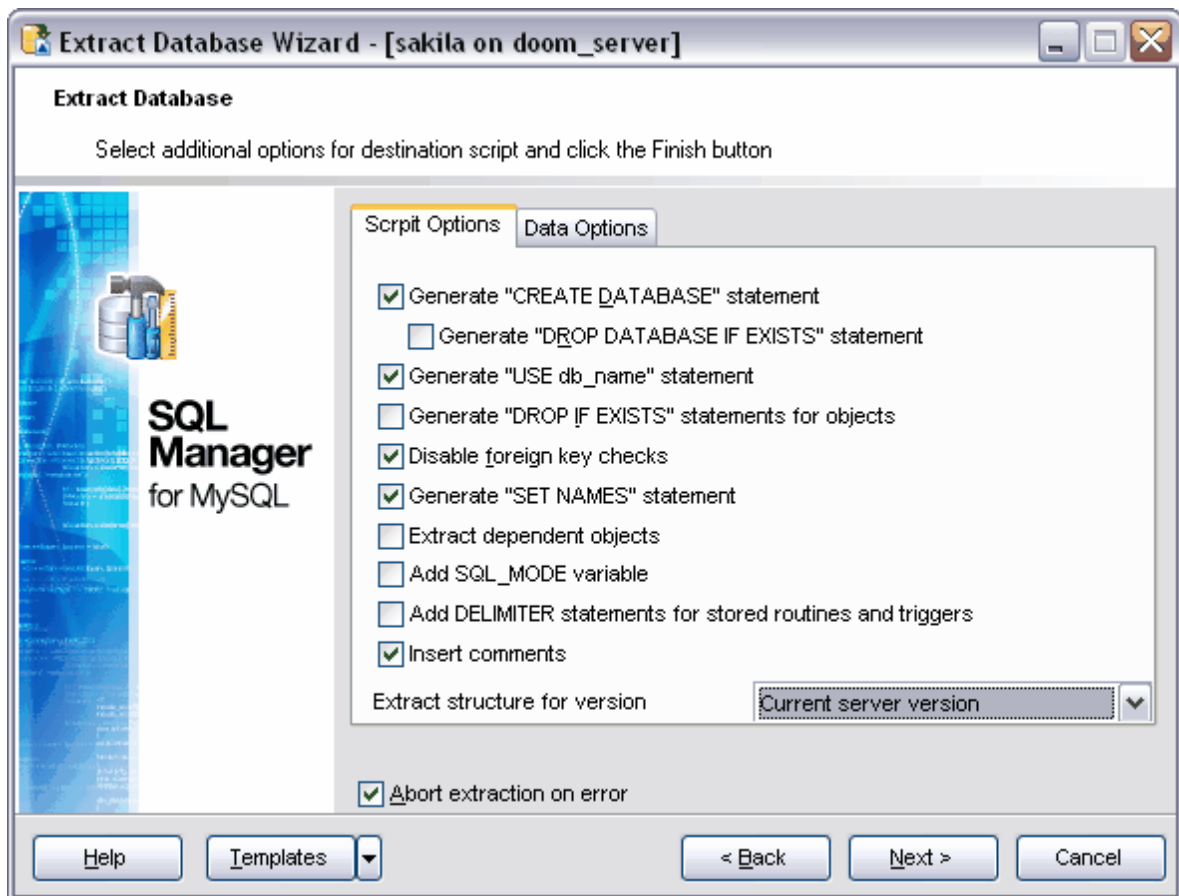 Extract Database Wizard - [sakila on doom_server]
Extract Database
Select additional options for destination script and click the Finish button
Scrpit Options
Data Options
Generate "CREATE DATABASE" statement
Generate "DROP DATABASE IF EXISTS" statement
Generate "USE db_name" statement
Generate "DROP IF EXISTS" statements for objects
Disable foreign key checks
Generate "SET NAMES" statement
Extract dependent objects
Add SQL_MODE variable
Add DELIMITER statements for stored routines and triggers
Insert comments
Extract structure for version
Current server version
SQL
Manager
for MySQL
Abort extraction on error
Help
Templates
< Back
Next >
Cancel